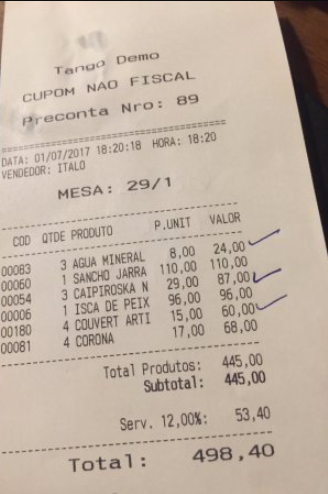 Tango Demo
CUPOM NAO FISCAL
Preconta Nro: 89
DATA: 01/07/2017 18:20:18 HORA: 18:20
VENDEDOR: ITALO
MESA: 29/1
COD QTDE PRODUTO P.UNIT VALOR
00083 3 AGUA MINERAL 8,00 24,00
00060 1 SANCHO JARRA 110,00 110,00
00054 3 CAIPIROSKA N 29,00 87,00
00006 1 ISCA DE PEIX 96,00 96,00
00180 4 COUVERT ARTI 15,00 60,00
00081 4 CORONA 17,00 68,00
Total Produtos: 445,00
Subtotal: 445,00
Serv. 12,00%: 53,40
Total: 498,40